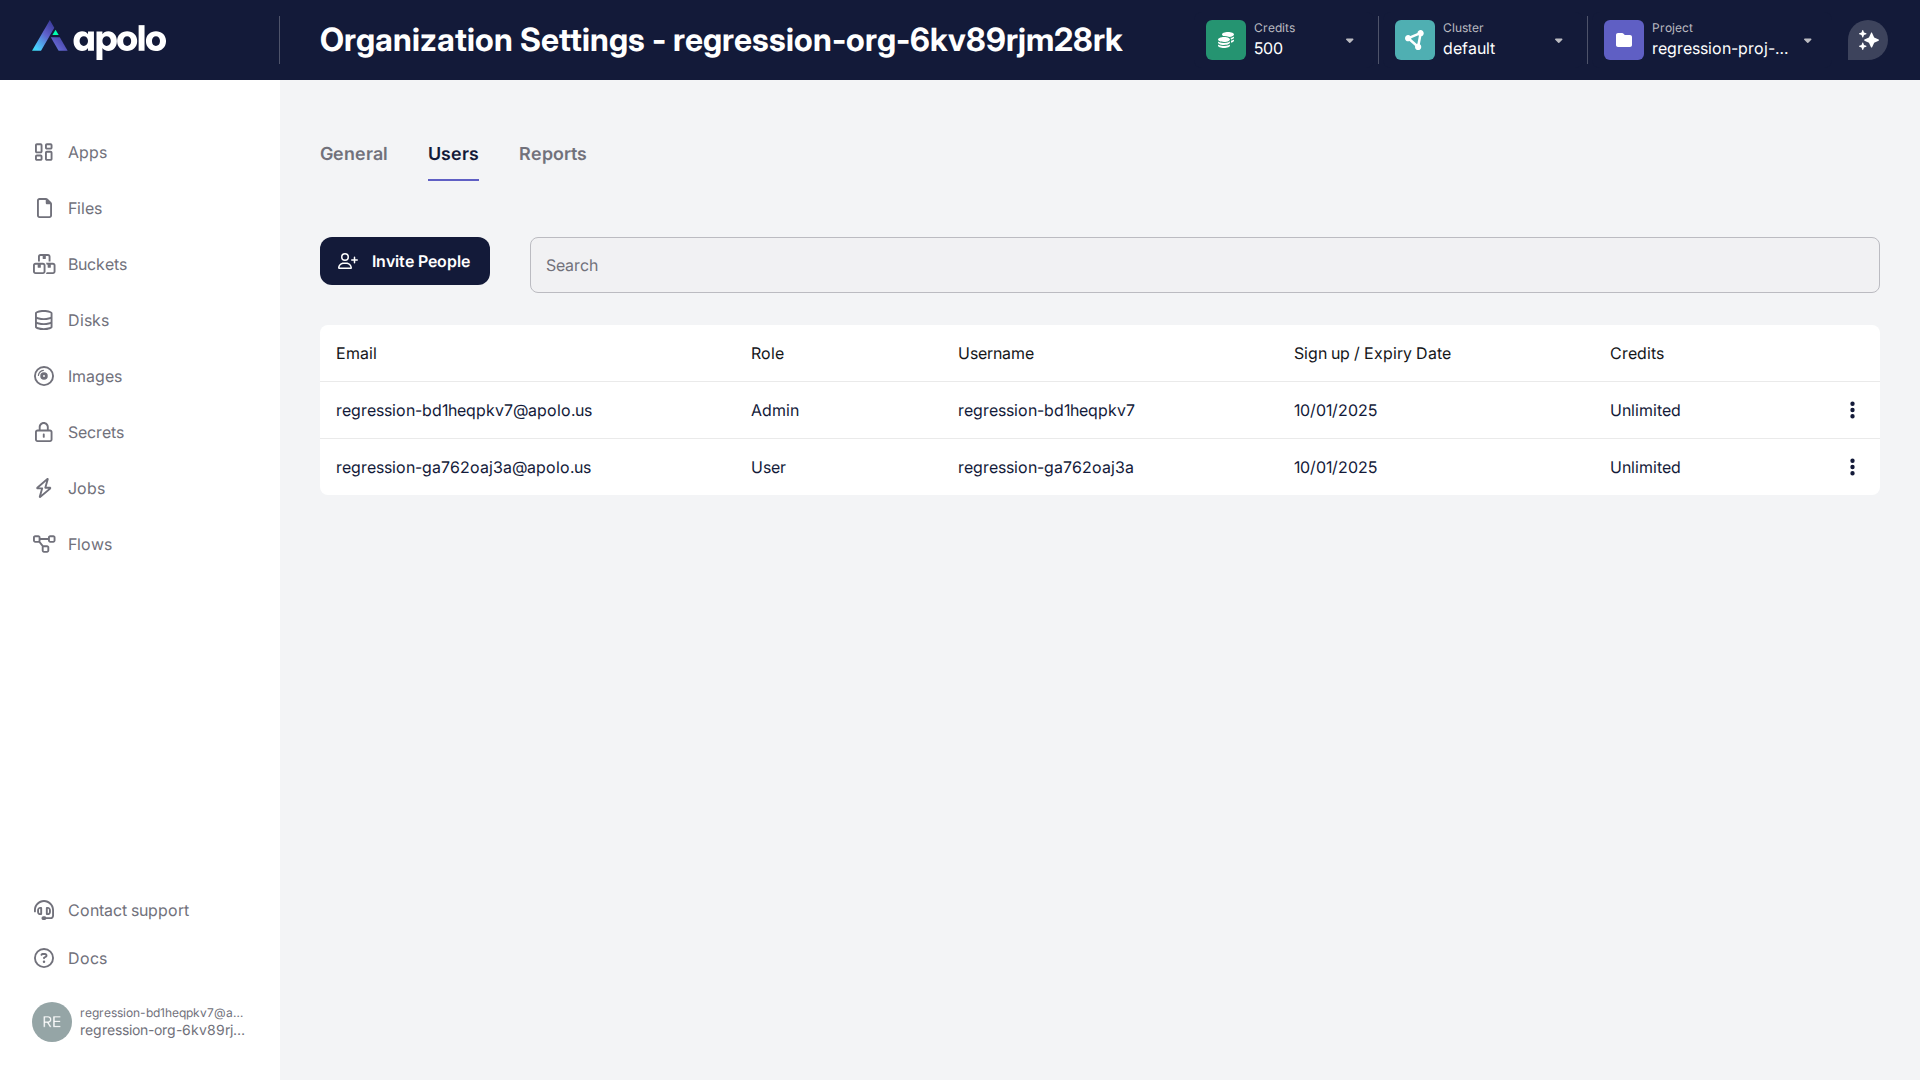 apolo
Organization Settings - regression-org-6kv89rjm28rk
Credits
500
Cluster
default
Project
regression-proj-...
Apps
Files
Buckets
Disks
Images
Secrets
Jobs
Flows
General Users Reports
Invite People
Search
Email Role Username Sign up / Expiry Date Credits
regression-bd1heqpkv7@apolo.us Admin regression-bd1heqpkv7 10/01/2025 Unlimited
regression-ga762oaj3a@apolo.us User regression-ga762oaj3a 10/01/2025 Unlimited
Contact support
Docs
RE
regression-bd1heqpkv7@a...
regression-org-6kv89rj...